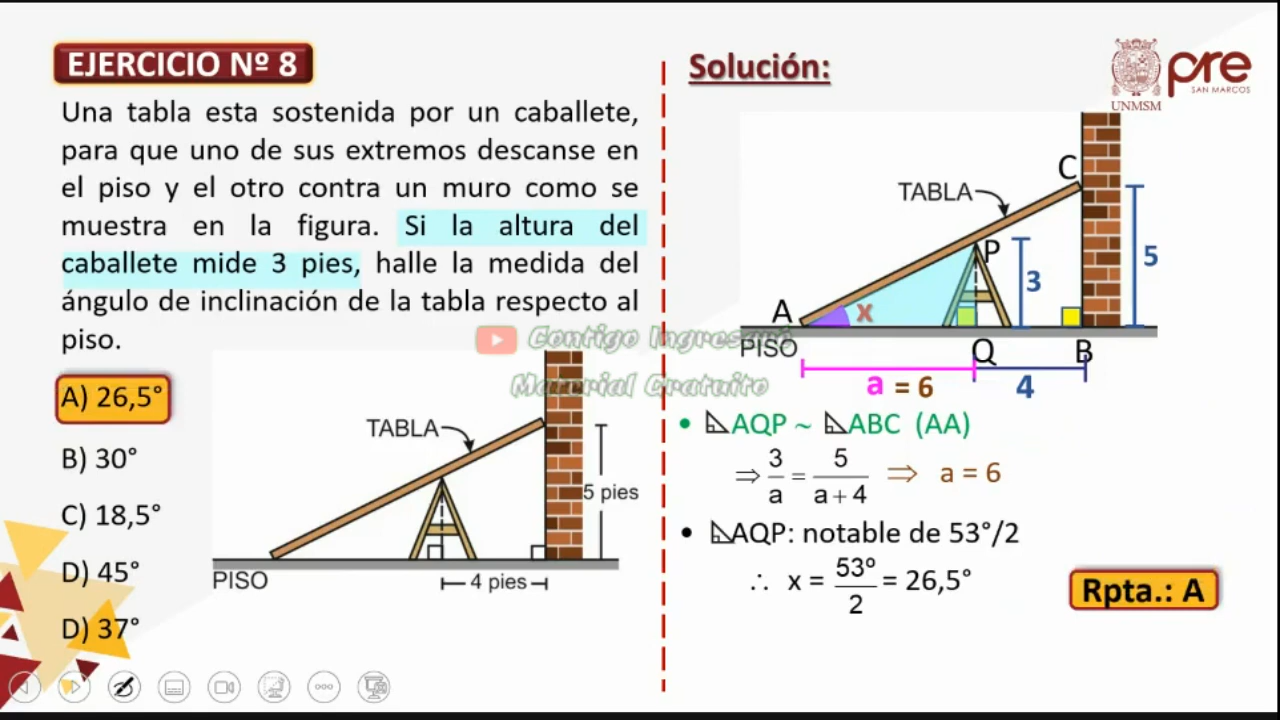 EJERCICIO Nº 8
Una tabla esta sostenida por un caballete,
para que uno de sus extremos descanse en
el piso y el otro contra un muro como se
muestra en la figura. Si la altura del
caballete mide 3 pies, halle la medida del
ángulo de inclinación de la tabla respecto al
piso.
A) 26,5°
B) 30°
C) 18,5°
D) 45°
D) 37°
TABLA
5 pies
PISO
4 pies
Contigo Ingresaré
Material Gratuito
Solución:
UNMSM
pre
SAN MARCOS
C
TABLA
P
3
5
A
x
PISO
Q
B
a = 6
4
• ⊿AQP ~ ⊿ABC (AA)
⇒ 3/a = 5/(a + 4) ⇒ a = 6
• ⊿AQP: notable de 53°/2
∴ x = 53º/2 = 26,5°
Rpta.: A